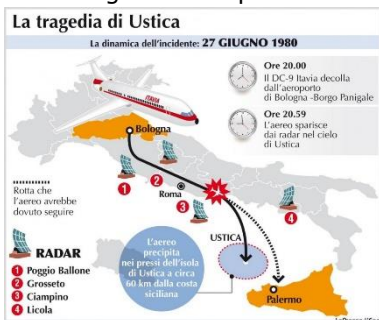 La tragedia di Ustica
La dinamica dell'incidente: 27 GIUGNO 1980
Ore 20.00
Il DC-9 Itavia decolla
dall'aeroporto
di Bologna -Borgo Panigale
Ore 20.59
L'aereo sparisce
dai radar nel cielo
di Ustica
ITAVIA
Bologna
Rotta che
l'aereo avrebbe
dovuto seguire
1
2
Roma
3
4
RADAR
1 Poggio Ballone
2 Grosseto
3 Ciampino
4 Licola
L'aereo
precipita
nei pressi dell'isola
di Ustica a circa
60 km dalla costa
siciliana
USTICA
Palermo